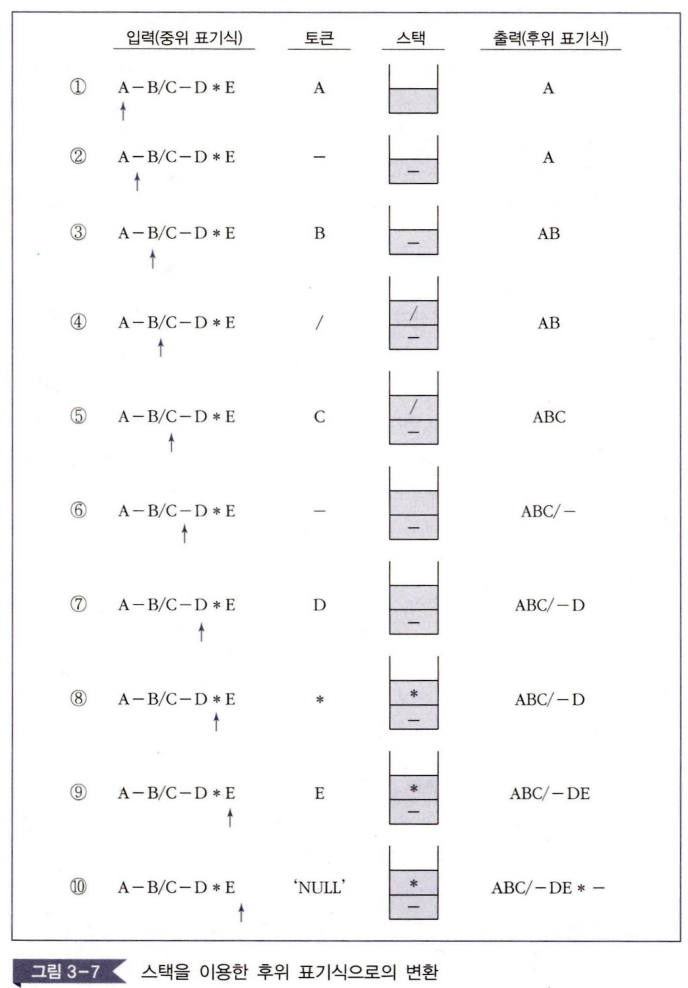 입력(중위 표기식) 토큰 스택 출력(후위 표기식)
① A－B/C－D * E A A
② A－B/C－D * E － － A
③ A－B/C－D * E B － AB
④ A－B/C－D * E / / － AB
⑤ A－B/C－D * E C / － ABC
⑥ A－B/C－D * E － － ABC/－
⑦ A－B/C－D * E D － ABC/－D
⑧ A－B/C－D * E * * － ABC/－D
⑨ A－B/C－D * E E * － ABC/－DE
⑩ A－B/C－D * E ‘NULL’ * － ABC/－DE * －
그림 3-7 스택을 이용한 후위 표기식으로의 변환